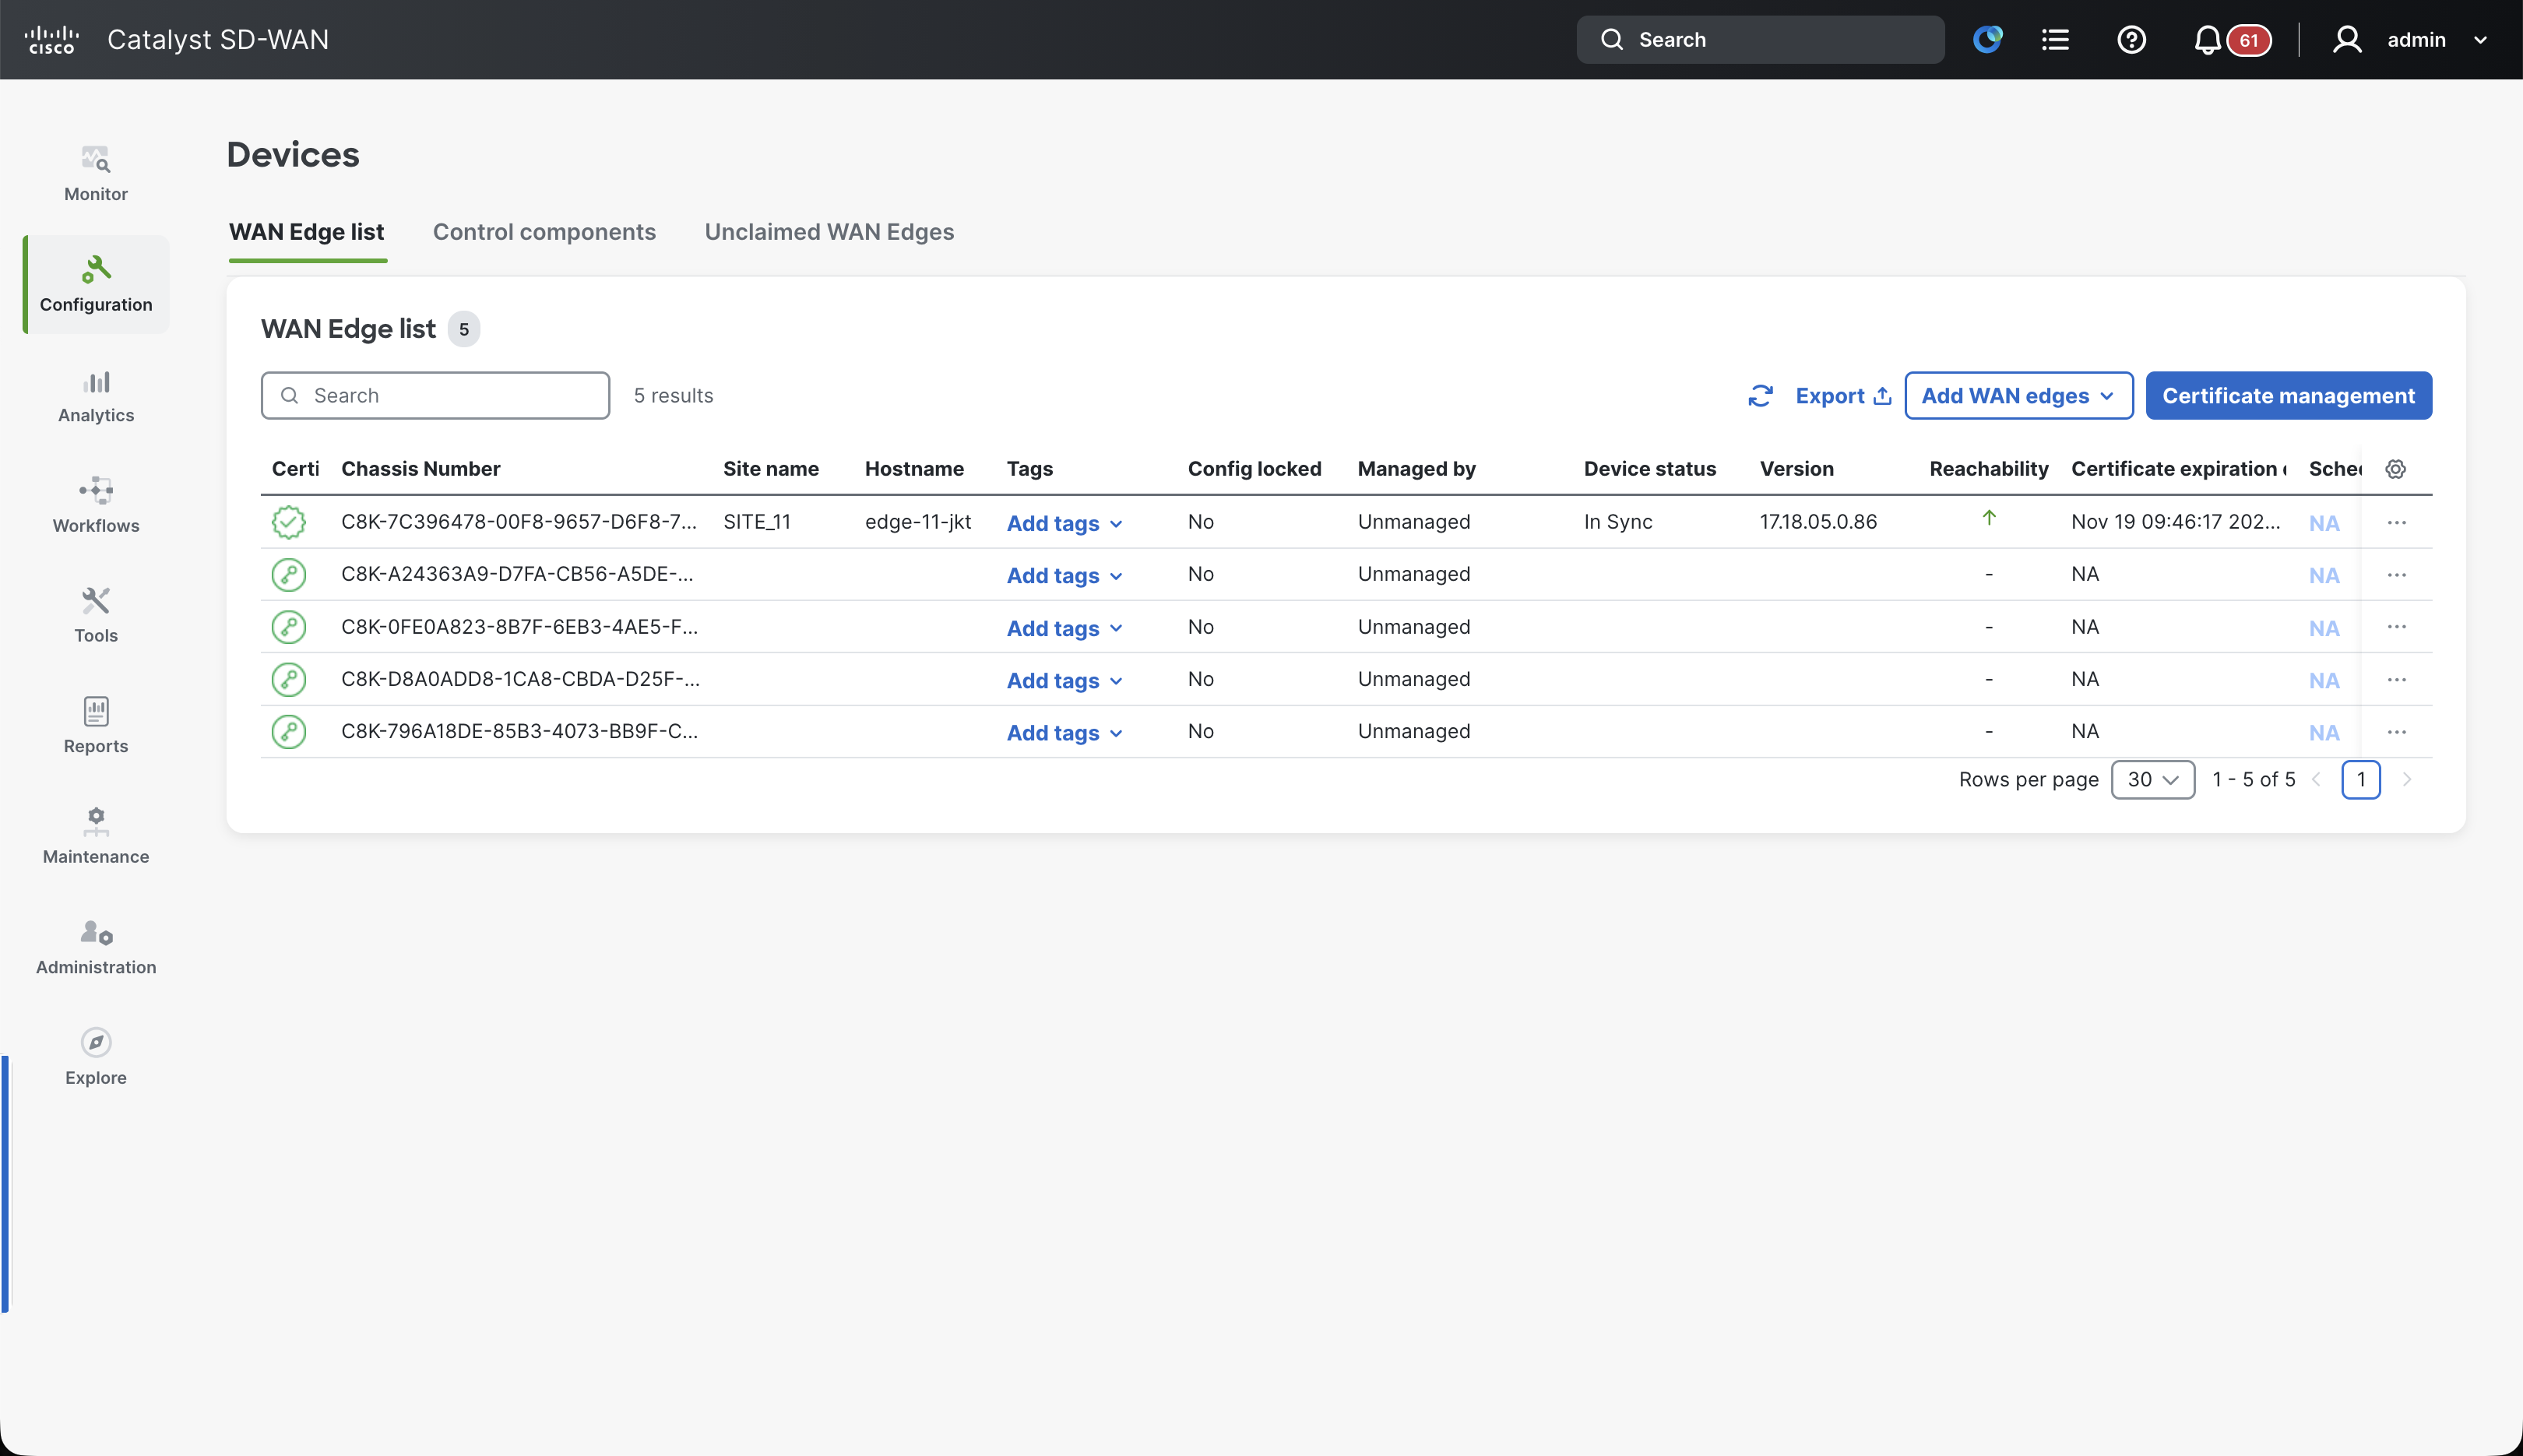 CISCO Catalyst SD-WAN Search 61 admin
Monitor
Configuration
Analytics
Workflows
Tools
Reports
Maintenance
Administration
Explore
Devices
WAN Edge list Control components Unclaimed WAN Edges
WAN Edge list 5
Search 5 results Export Add WAN edges Certificate management
Certi Chassis Number Site name Hostname Tags Config locked Managed by Device status Version Reachability Certificate expiration Sche
C8K-7C396478-00F8-9657-D6F8-7... SITE_11 edge-11-jkt Add tags No Unmanaged In Sync 17.18.05.0.86 Nov 19 09:46:17 202... NA ...
C8K-A24363A9-D7FA-CB56-A5DE-... Add tags No Unmanaged - NA NA ...
C8K-0FE0A823-8B7F-6EB3-4AE5-F... Add tags No Unmanaged - NA NA ...
C8K-D8A0ADD8-1CA8-CBDA-D25F-... Add tags No Unmanaged - NA NA ...
C8K-796A18DE-85B3-4073-BB9F-C... Add tags No Unmanaged - NA NA ...
Rows per page 30 1 - 5 of 5 1